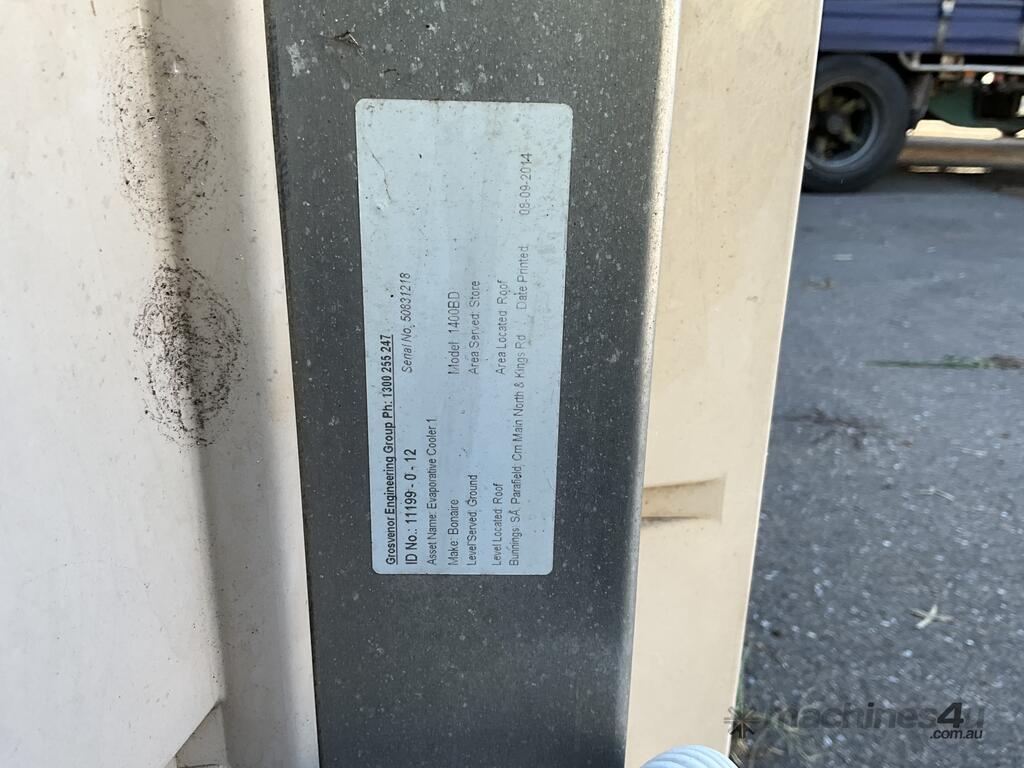 Grosvenor Engineering Group Ph: 1300 255 247
ID No.: 11199 - 0 - 12 Serial No. 50831218
Asset Name: Evaporative Cooler 1
Make: Bonaire Model: 1400BD
Level Served: Ground Area Served: Store
Level Located: Roof Area Located: Roof
Bunnings: SA, Parafield, Crn Main North & Kings Rd Date Printed: 08-09-2014
machines4u
.com.au